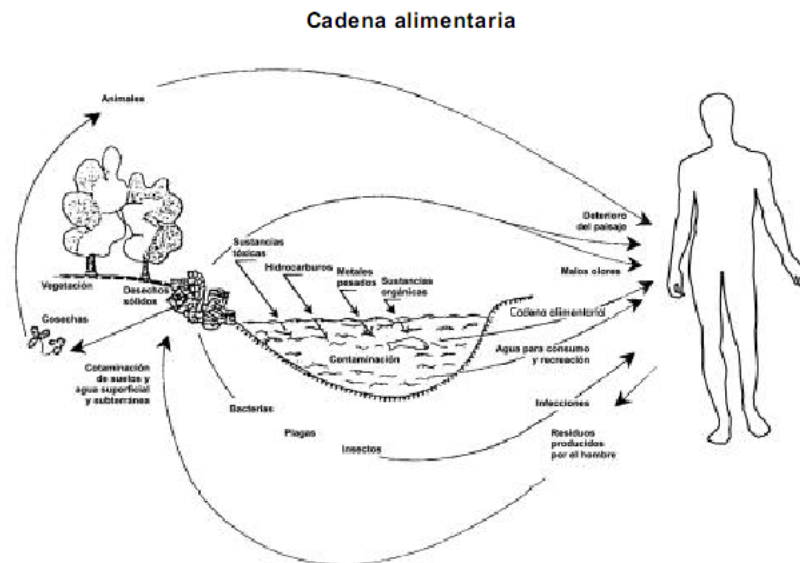 Cadena alimentaria
Animales
Deterioro
del paisaje
Sustancias
tóxicas
Hidrocarburos
Metales
pesados
Sustancias
orgánicas
Malos olores
Vegetación
Desechos
sólidos
Cadena alimentarial
Cosechas
Contaminación
Agua para consumo
y recreación
Cotaminación
de suelos y
agua superficial
y subterránea
Bacterias
Infecciones
Plagas
Insectos
Residuos
producidos
por el hombre